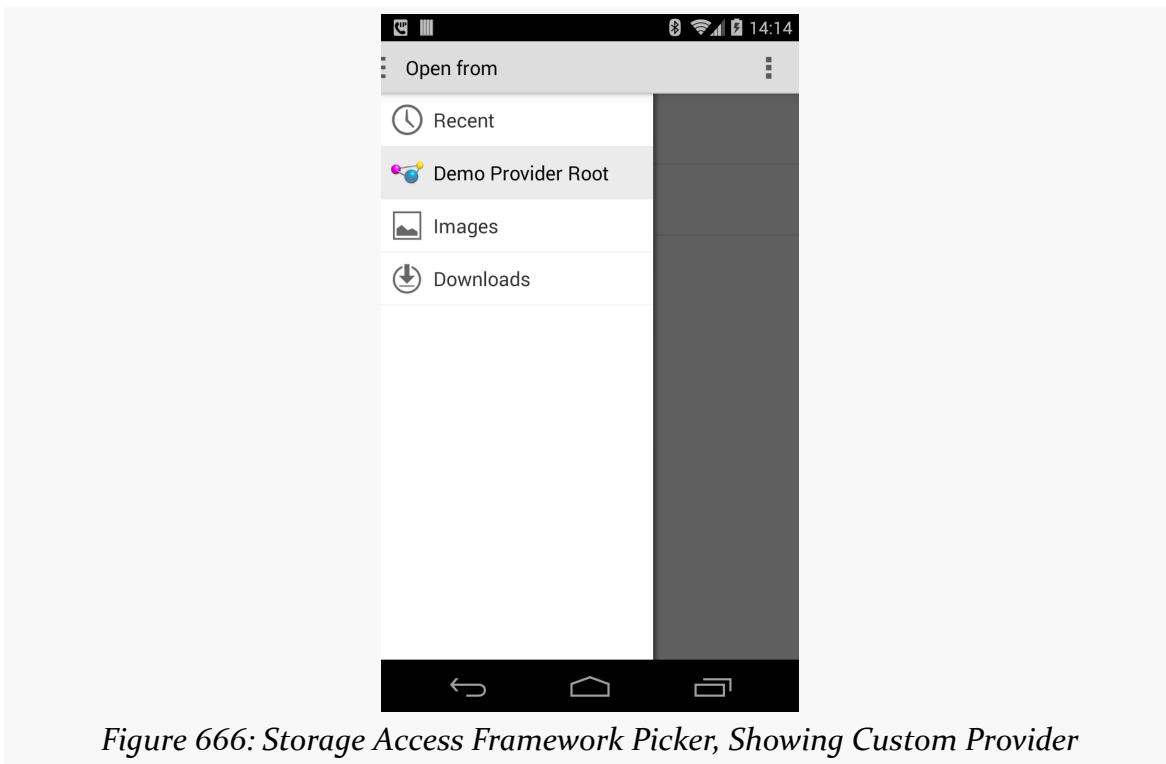 14:14
Open from
Recent
Demo Provider Root
Images
Downloads
Figure 666: Storage Access Framework Picker, Showing Custom Provider